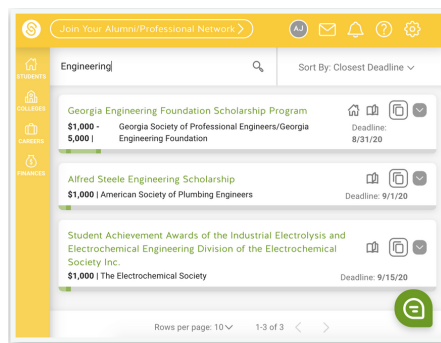 Join Your Alumni/Professional Network
AJ
STUDENTS
COLLEGES
CAREERS
FINANCES
Engineering
Sort By: Closest Deadline
Georgia Engineering Foundation Scholarship Program
$1,000 - 5,000 | Georgia Society of Professional Engineers/Georgia
Engineering Foundation
Deadline:
8/31/20
Alfred Steele Engineering Scholarship
$1,000 | American Society of Plumbing Engineers
Deadline: 9/1/20
Student Achievement Awards of the Industrial Electrolysis and
Electrochemical Engineering Division of the Electrochemical
Society Inc.
$1,000 | The Electrochemical Society
Deadline: 9/15/20
Rows per page: 10
1-3 of 3